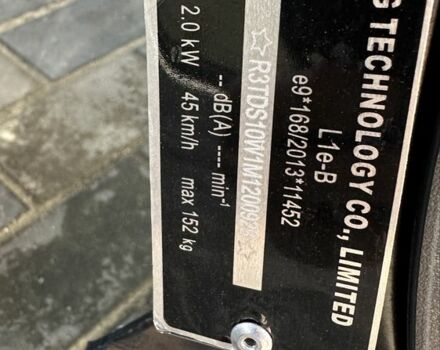 G TECHNOLOGY CO., LIMITED
L1e-B
e9*168/2013*11452
-- dB(A) ---- min⁻¹
2.0 kW 45 km/h max 152 kg